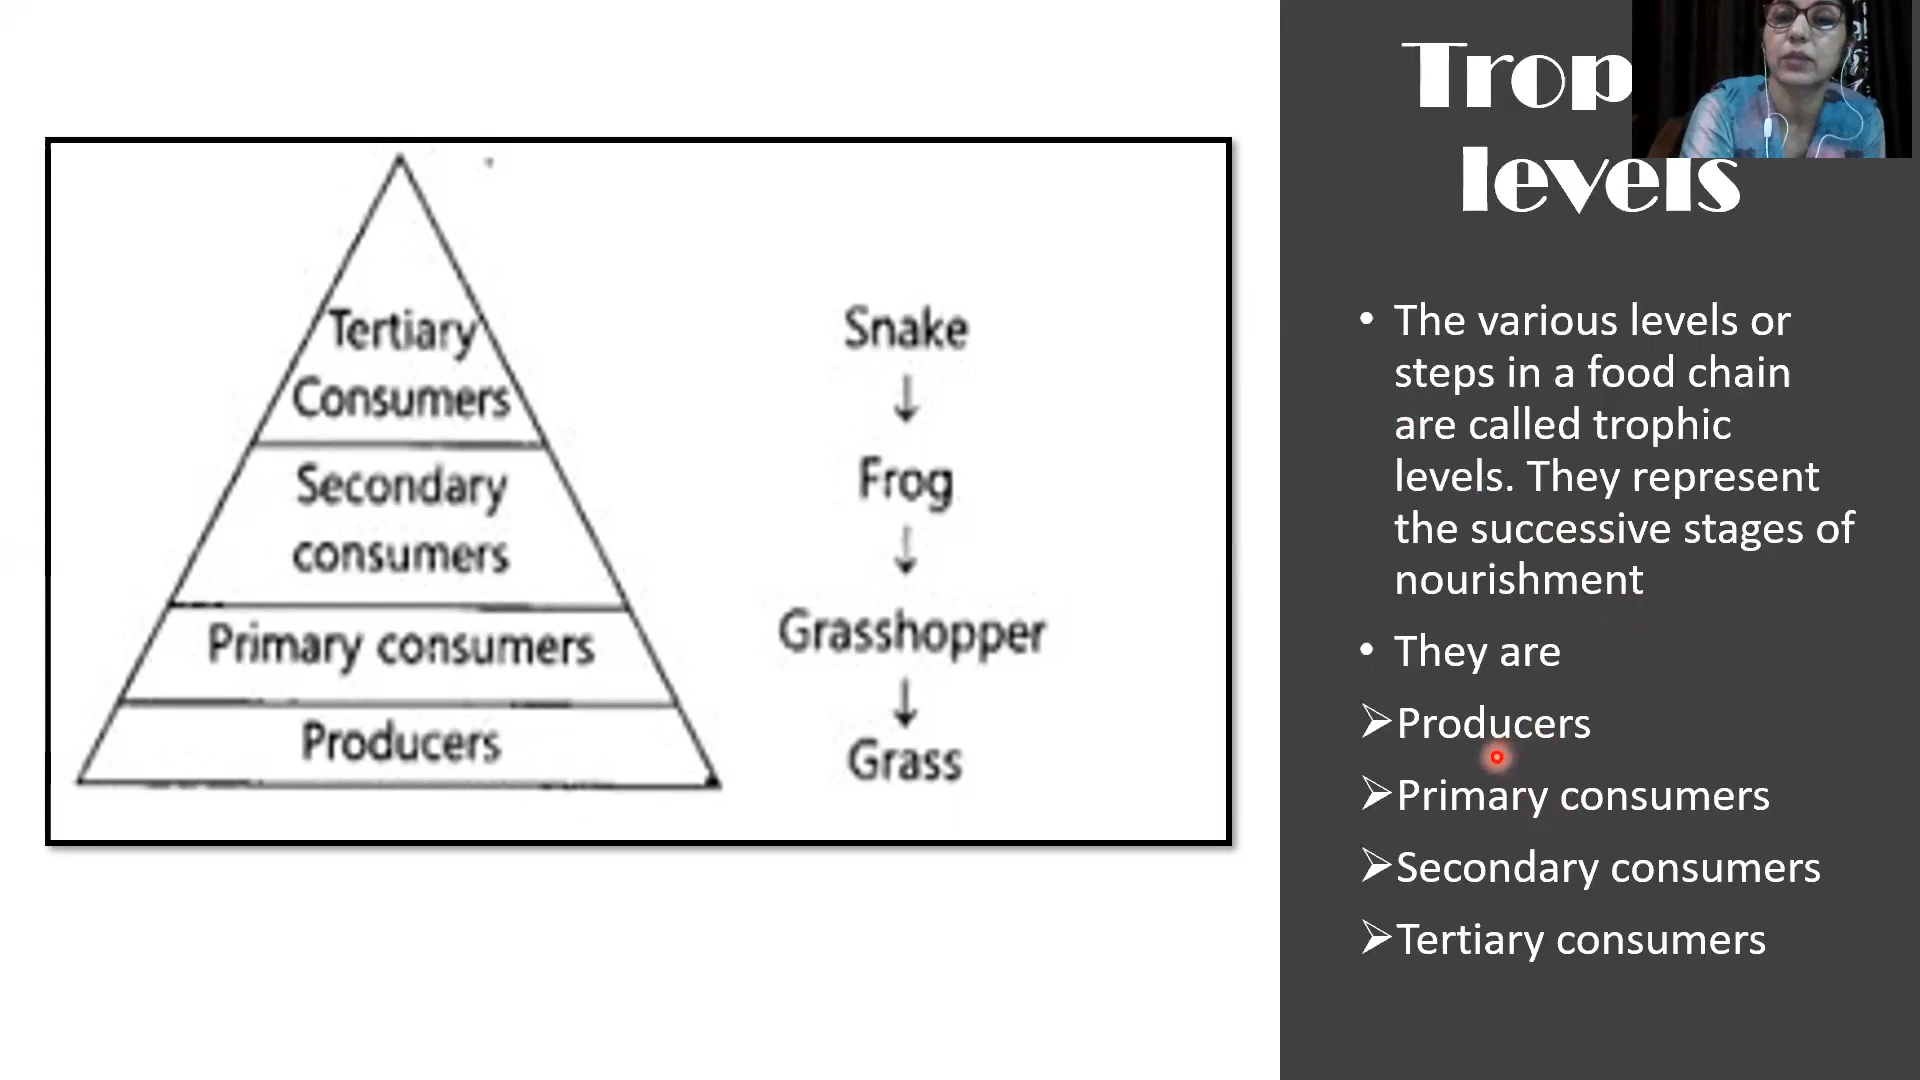 Tertiary
Consumers
Secondary
consumers
Primary consumers
Producers
Snake
↓
Frog
↓
Grasshopper
↓
Grass
Trop
levels
• The various levels or
steps in a food chain
are called trophic
levels. They represent
the successive stages of
nourishment
• They are
➢Producers
➢Primary consumers
➢Secondary consumers
➢Tertiary consumers